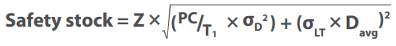 Safety stock = Z × √(PC/T₁ × σD²) + (σLT × Davg)²